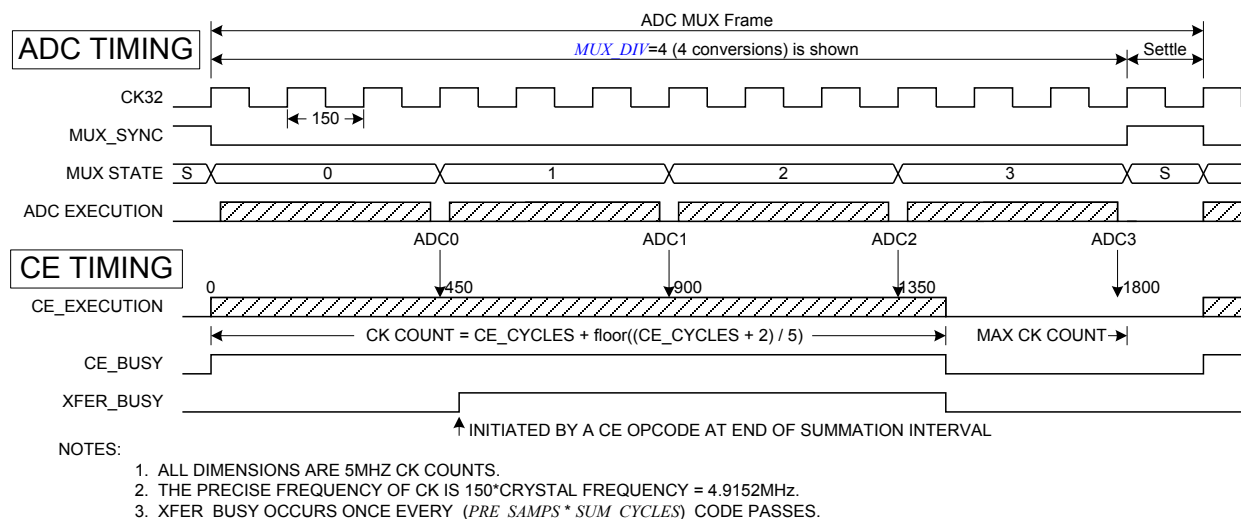 ADC MUX Frame
ADC TIMING
MUX_DIV=4 (4 conversions) is shown
Settle
CK32
150
MUX_SYNC
MUX STATE S 0 1 2 3 S
ADC EXECUTION
ADC0 ADC1 ADC2 ADC3
CE TIMING
0 450 900 1350 1800
CE_EXECUTION
CK COUNT = CE_CYCLES + floor((CE_CYCLES + 2) / 5) MAX CK COUNT
CE_BUSY
XFER_BUSY
INITIATED BY A CE OPCODE AT END OF SUMMATION INTERVAL
NOTES:
1. ALL DIMENSIONS ARE 5MHZ CK COUNTS.
2. THE PRECISE FREQUENCY OF CK IS 150*CRYSTAL FREQUENCY = 4.9152MHz.
3. XFER_BUSY OCCURS ONCE EVERY (PRE_SAMPS * SUM_CYCLES) CODE PASSES.